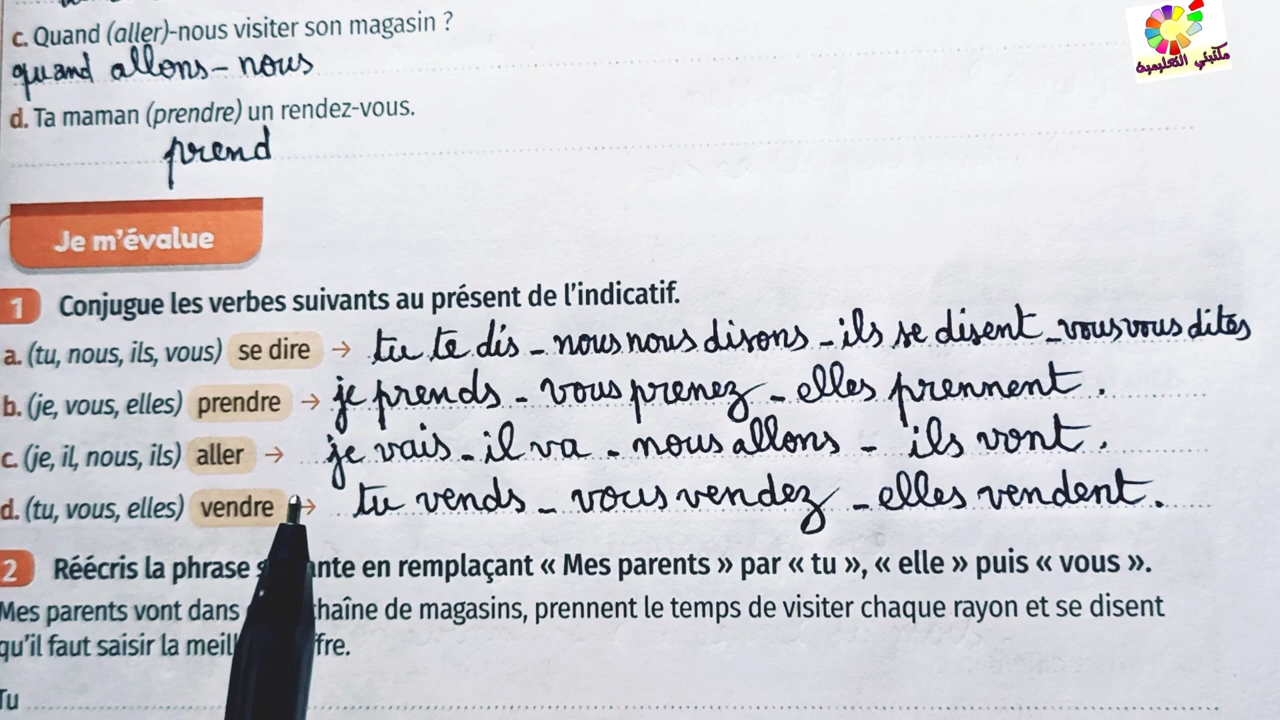 c. Quand (aller)-nous visiter son magasin ?
quand allons-nous
d. Ta maman (prendre) un rendez-vous.
prend
مكتبتي التعليمية
Je m'évalue
1 Conjugue les verbes suivants au présent de l'indicatif.
a. (tu, nous, ils, vous) se dire → tu te dis - nous nous disons - ils se disent - vous vous dites
b. (je, vous, elles) prendre → je prends - vous prenez - elles prennent.
c. (je, il, nous, ils) aller → je vais - il va - nous allons - ils vont.
d. (tu, vous, elles) vendre → tu vends - vous vendez - elles vendent.
2 Réécris la phrase en remplaçant « Mes parents » par « tu », « elle » puis « vous ».
Mes parents vont dans haîne de magasins, prennent le temps de visiter chaque rayon et se disent
qu'il faut saisir la meill fre.
Tu